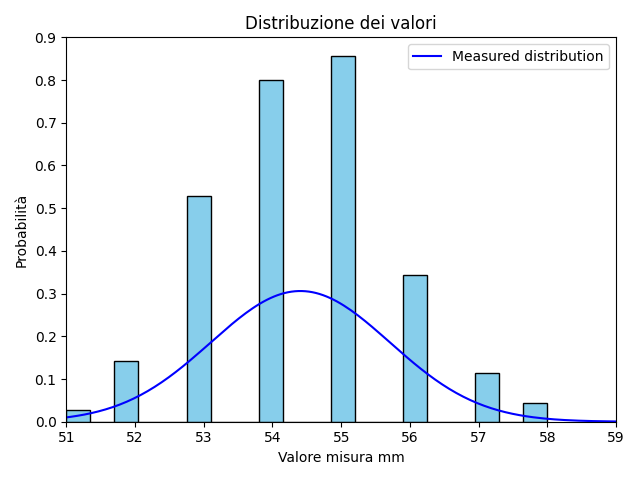 Distribuzione dei valori
Measured distribution
Probabilità
0.9
0.8
0.7
0.6
0.5
0.4
0.3
0.2
0.1
0.0
51 52 53 54 55 56 57 58 59
Valore misura mm